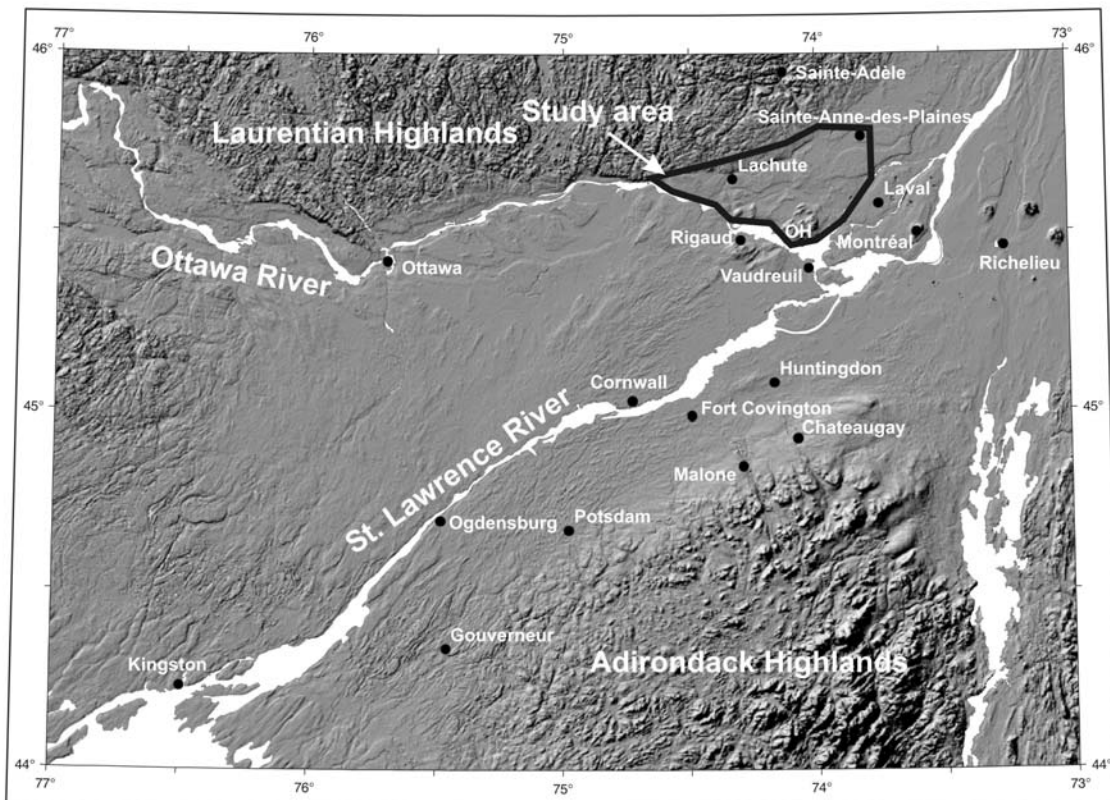 77°
76°
75°
74°
73°
46°
46°
Sainte-Adèle
Study area
Sainte-Anne-des-Plaines
Laurentian Highlands
Lachute
Laval
OH
Rigaud
Montréal
Ottawa River
Ottawa
Vaudreuil
Richelieu
Huntingdon
Cornwall
45°
45°
Fort Covington
Chateaugay
St. Lawrence River
Malone
Ogdensburg
Potsdam
Gouverneur
Kingston
Adirondack Highlands
44°
44°
77°
76°
75°
74°
73°